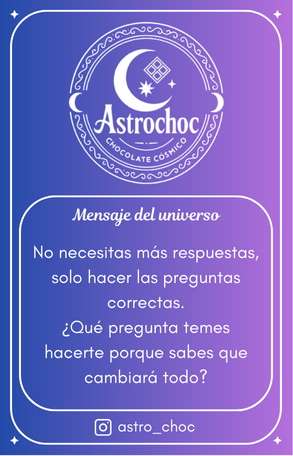 Astrochoc
CHOCOLATE CÓSMICO
Mensaje del universo
No necesitas más respuestas,
solo hacer las preguntas
correctas.
¿Qué pregunta temes
hacerte porque sabes que
cambiará todo?
astro_choc